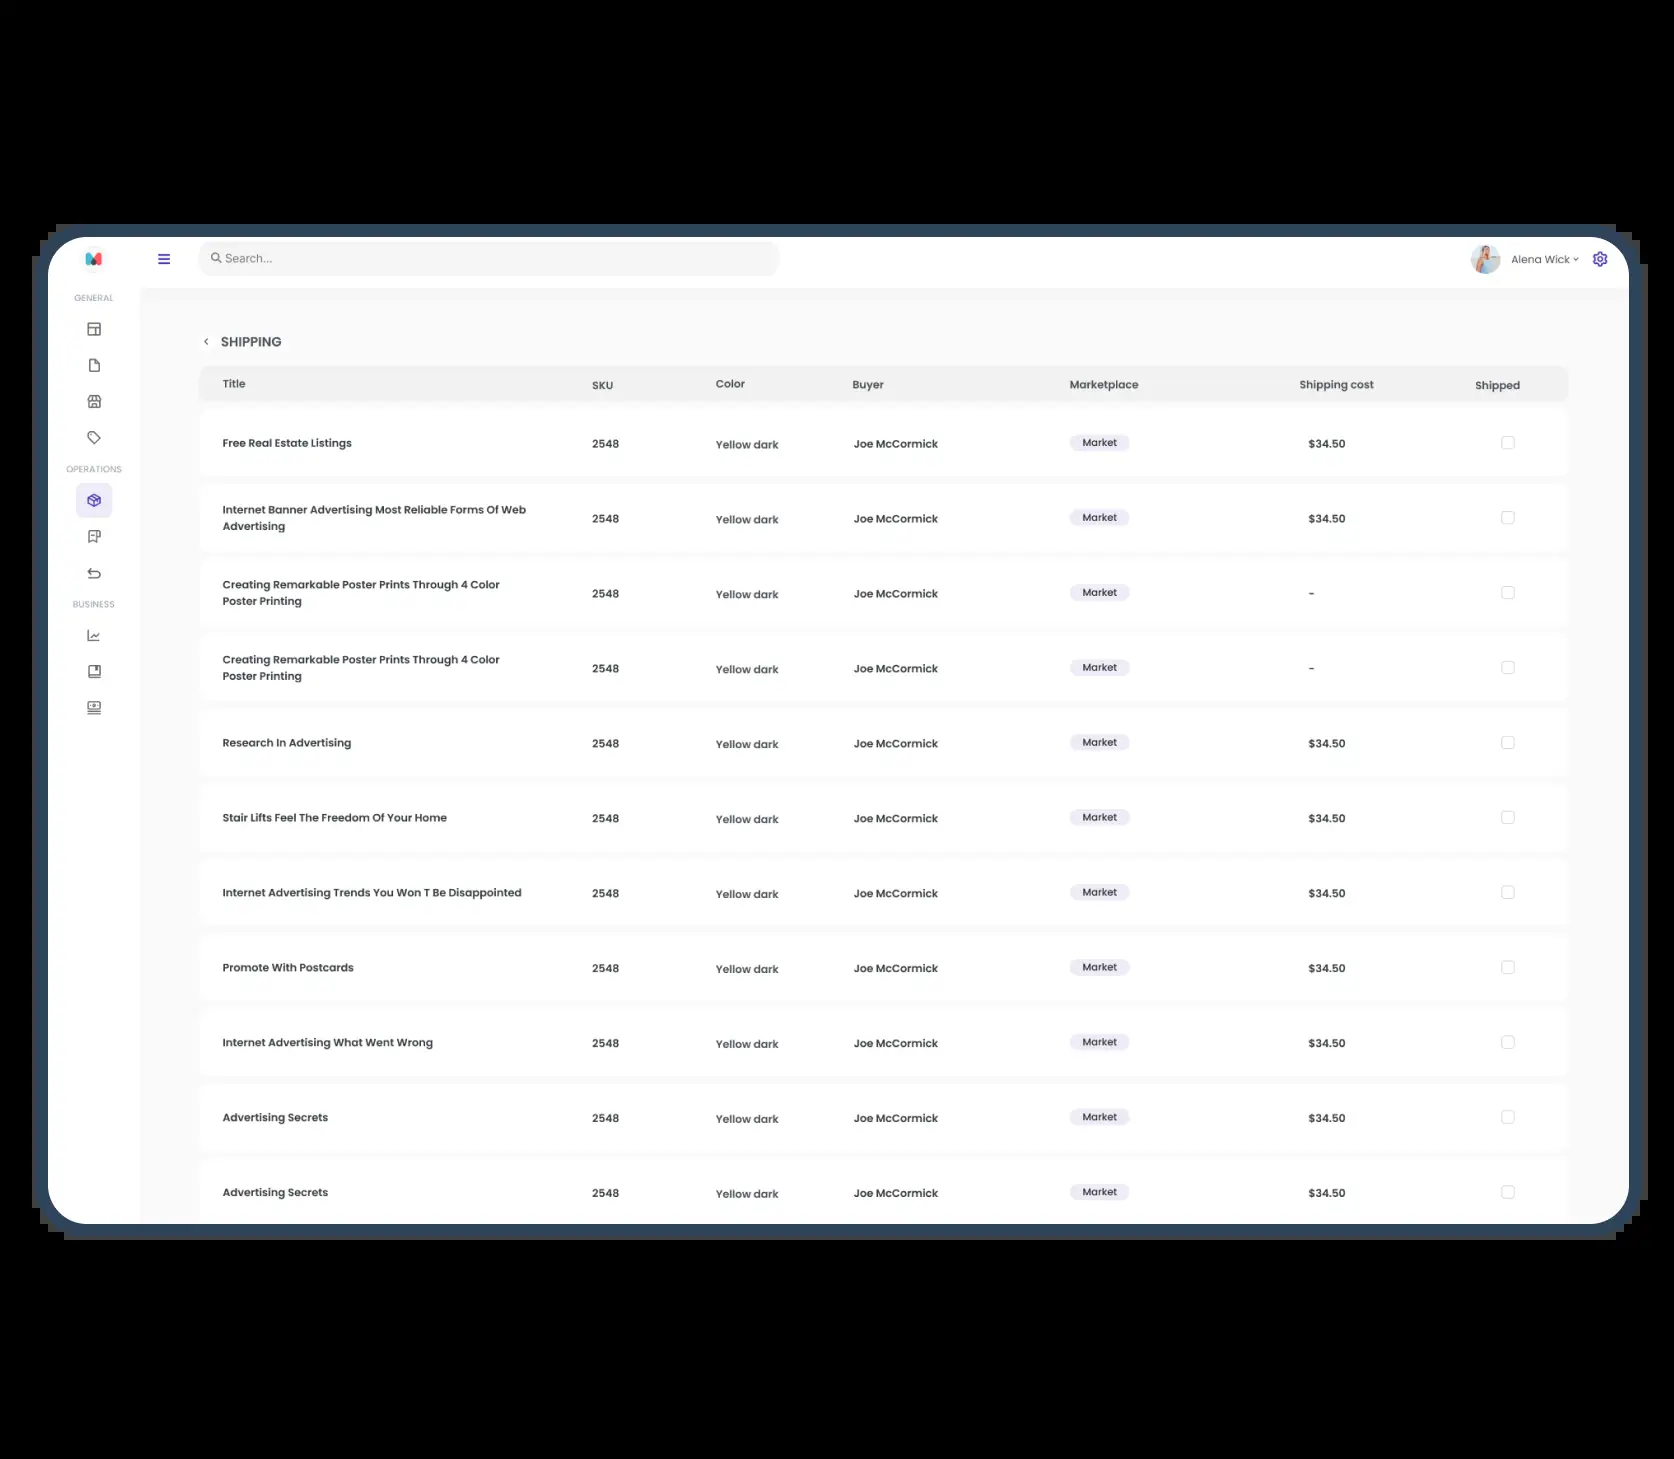 Search...
Alena Wick
GENERAL
OPERATIONS
BUSINESS
SHIPPING
Title SKU Color Buyer Marketplace Shipping cost Shipped
Free Real Estate Listings 2548 Yellow dark Joe McCormick Market $34.50
Internet Banner Advertising Most Reliable Forms Of Web
Advertising 2548 Yellow dark Joe McCormick Market $34.50
Creating Remarkable Poster Prints Through 4 Color
Poster Printing 2548 Yellow dark Joe McCormick Market -
Creating Remarkable Poster Prints Through 4 Color
Poster Printing 2548 Yellow dark Joe McCormick Market -
Research In Advertising 2548 Yellow dark Joe McCormick Market $34.50
Stair Lifts Feel The Freedom Of Your Home 2548 Yellow dark Joe McCormick Market $34.50
Internet Advertising Trends You Won T Be Disappointed 2548 Yellow dark Joe McCormick Market $34.50
Promote With Postcards 2548 Yellow dark Joe McCormick Market $34.50
Internet Advertising What Went Wrong 2548 Yellow dark Joe McCormick Market $34.50
Advertising Secrets 2548 Yellow dark Joe McCormick Market $34.50
Advertising Secrets 2548 Yellow dark Joe McCormick Market $34.50